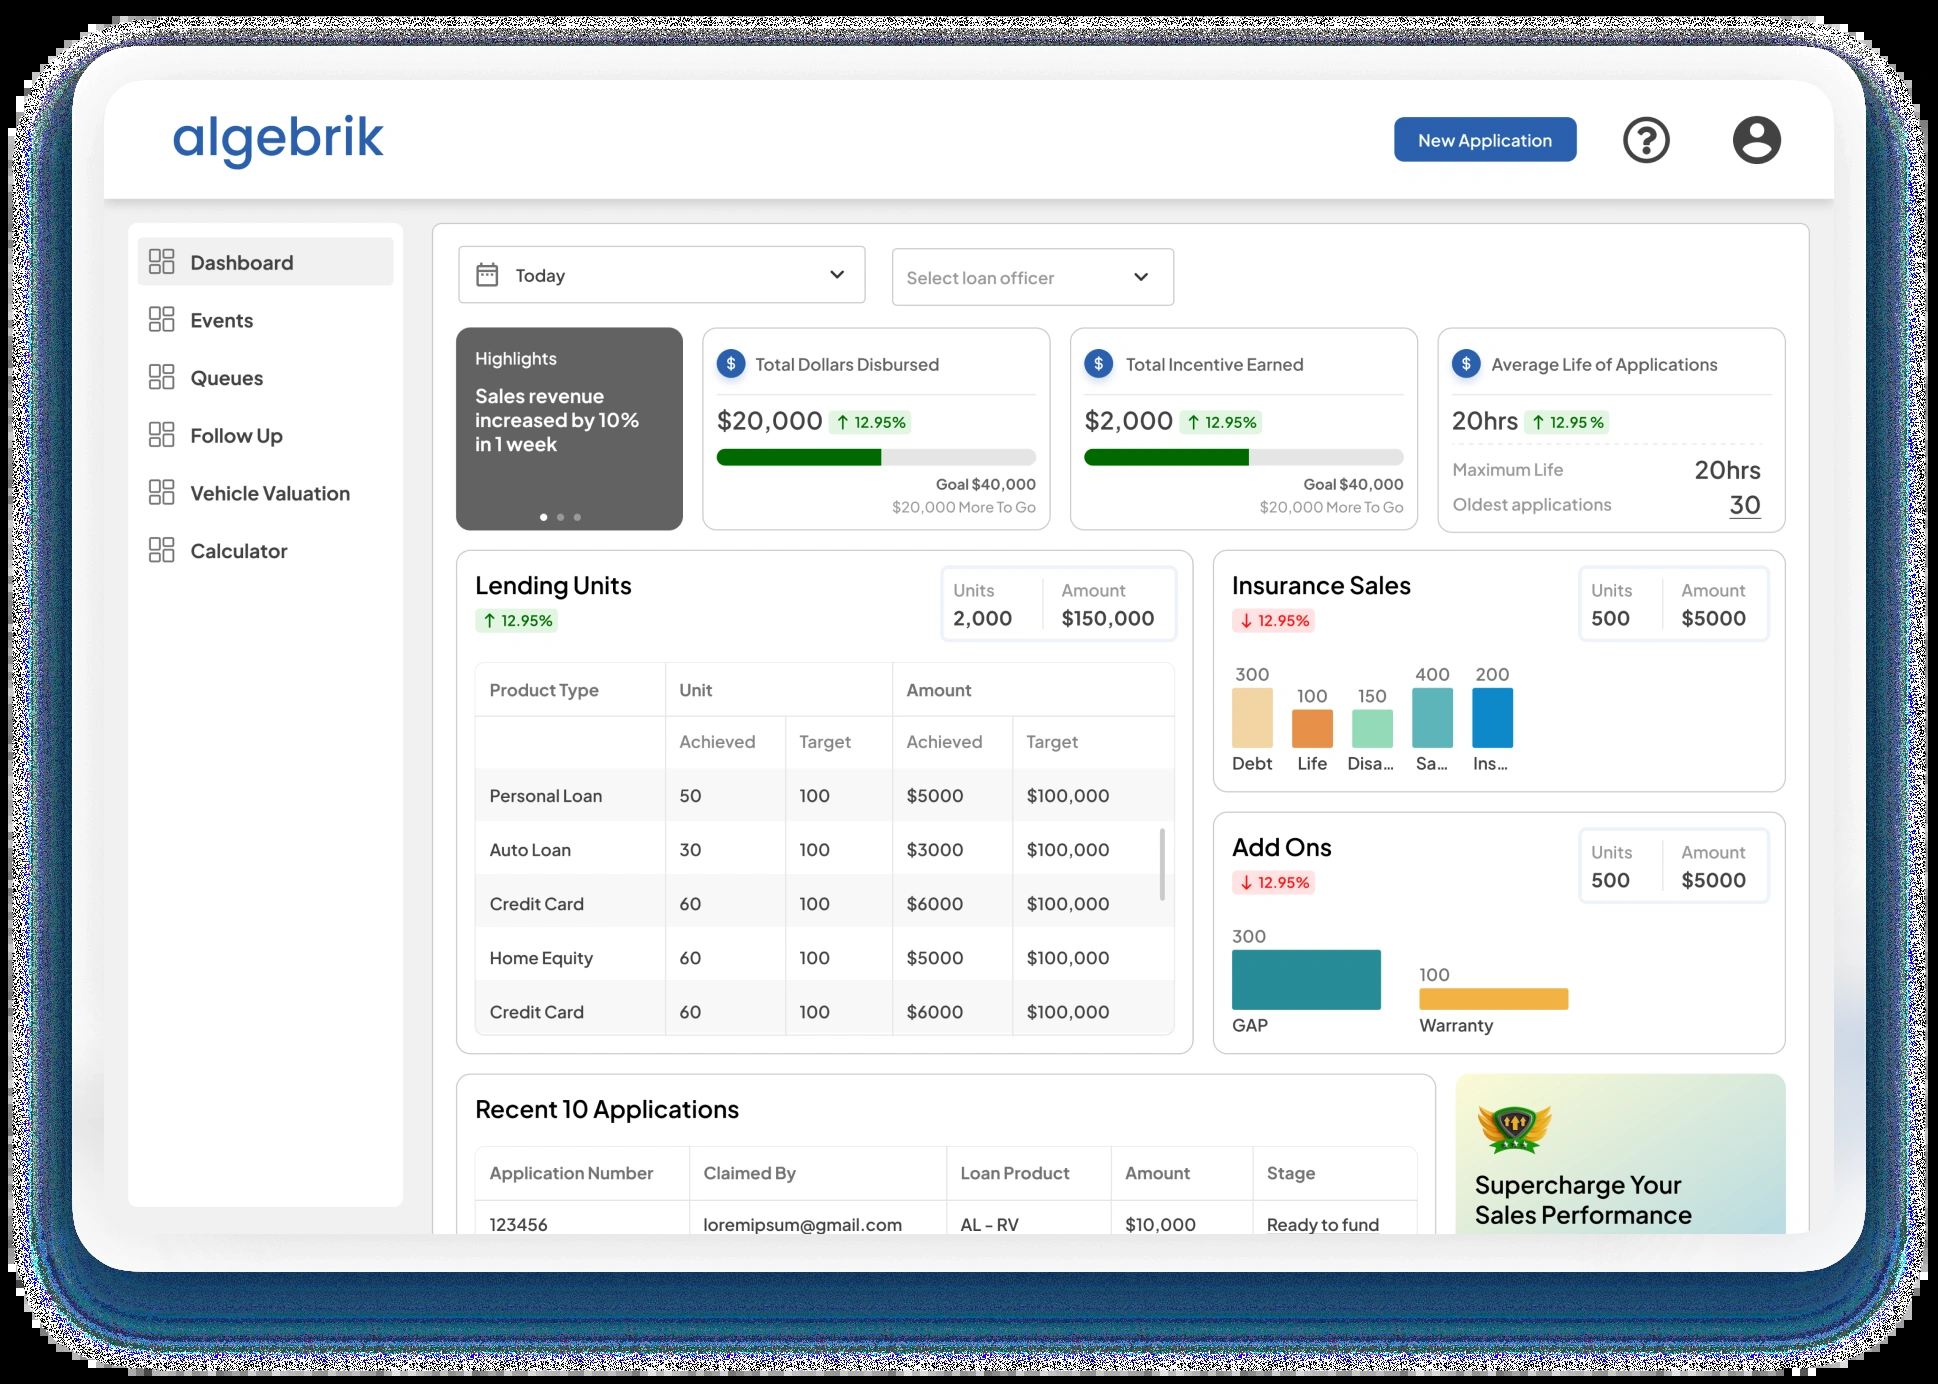 algebrik
New Application
Dashboard
Events
Queues
Follow Up
Vehicle Valuation
Calculator
Today
Select loan officer
Highlights
Sales revenue
increased by 10%
in 1 week
$ Total Dollars Disbursed
$20,000 ↑ 12.95%
Goal $40,000
$20,000 More To Go
$ Total Incentive Earned
$2,000 ↑ 12.95%
Goal $40,000
$20,000 More To Go
$ Average Life of Applications
20hrs ↑ 12.95 %
Maximum Life 20hrs
Oldest applications 30
Lending Units
↑ 12.95%
Units Amount
2,000 $150,000
Product Type Unit Amount
Achieved Target Achieved Target
Personal Loan 50 100 $5000 $100,000
Auto Loan 30 100 $3000 $100,000
Credit Card 60 100 $6000 $100,000
Home Equity 60 100 $5000 $100,000
Credit Card 60 100 $6000 $100,000
Insurance Sales
↓ 12.95%
Units Amount
500 $5000
300 100 150 400 200
Debt Life Disa... Sa... Ins...
Add Ons
↓ 12.95%
Units Amount
500 $5000
300 100
GAP Warranty
Recent 10 Applications
Application Number Claimed By Loan Product Amount Stage
123456 loremipsum@gmail.com AL - RV $10,000 Ready to fund
Supercharge Your
Sales Performance